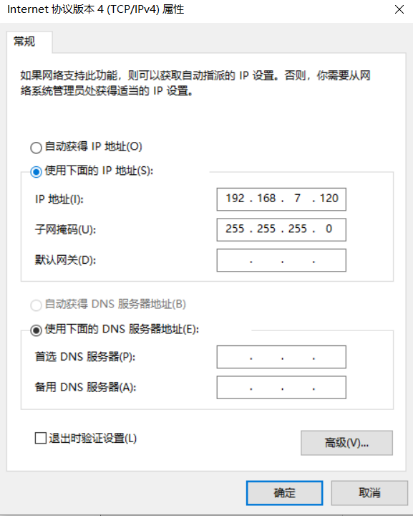 Internet 协议版本 4 (TCP/IPv4) 属性
常规
如果网络支持此功能，则可以获取自动指派的 IP 设置。否则，你需要从网
络系统管理员处获得适当的 IP 设置。
自动获得 IP 地址(O)
使用下面的 IP 地址(S):
IP 地址(I): 192 . 168 . 7 . 120
子网掩码(U): 255 . 255 . 255 . 0
默认网关(D): . . .
自动获得 DNS 服务器地址(B)
使用下面的 DNS 服务器地址(E):
首选 DNS 服务器(P): . . .
备用 DNS 服务器(A): . . .
退出时验证设置(L)
高级(V)...
确定 取消